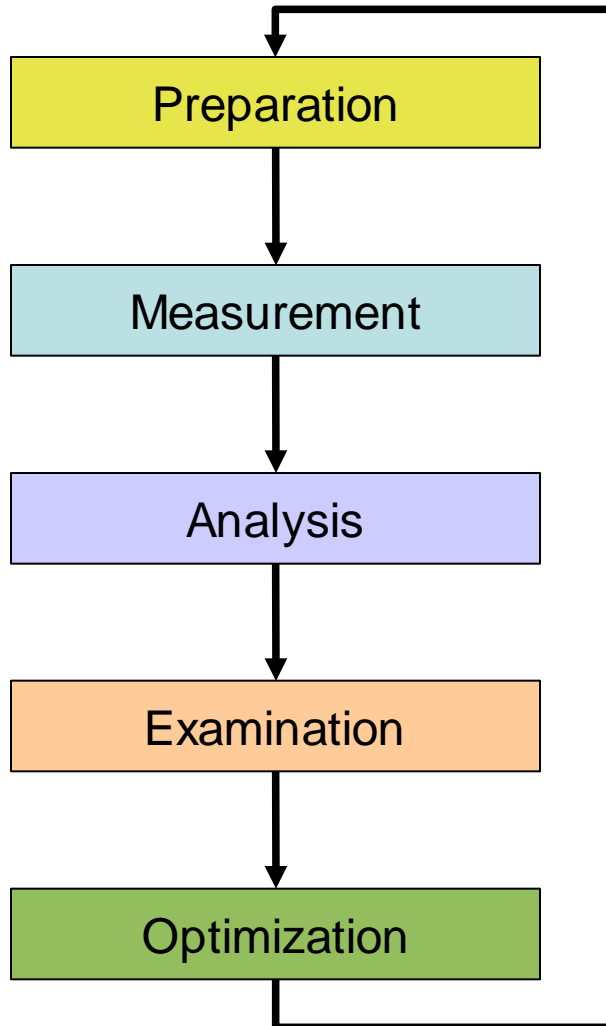 Preparation
Measurement
Analysis
Examination
Optimization